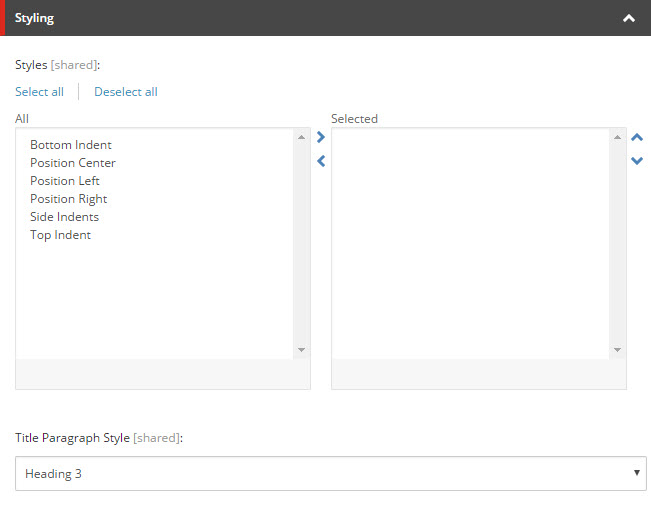 Styling
Styles [shared]:
Select all
Deselect all
All
Selected
Bottom Indent
Position Center
Position Left
Position Right
Side Indents
Top Indent
Title Paragraph Style [shared]:
Heading 3